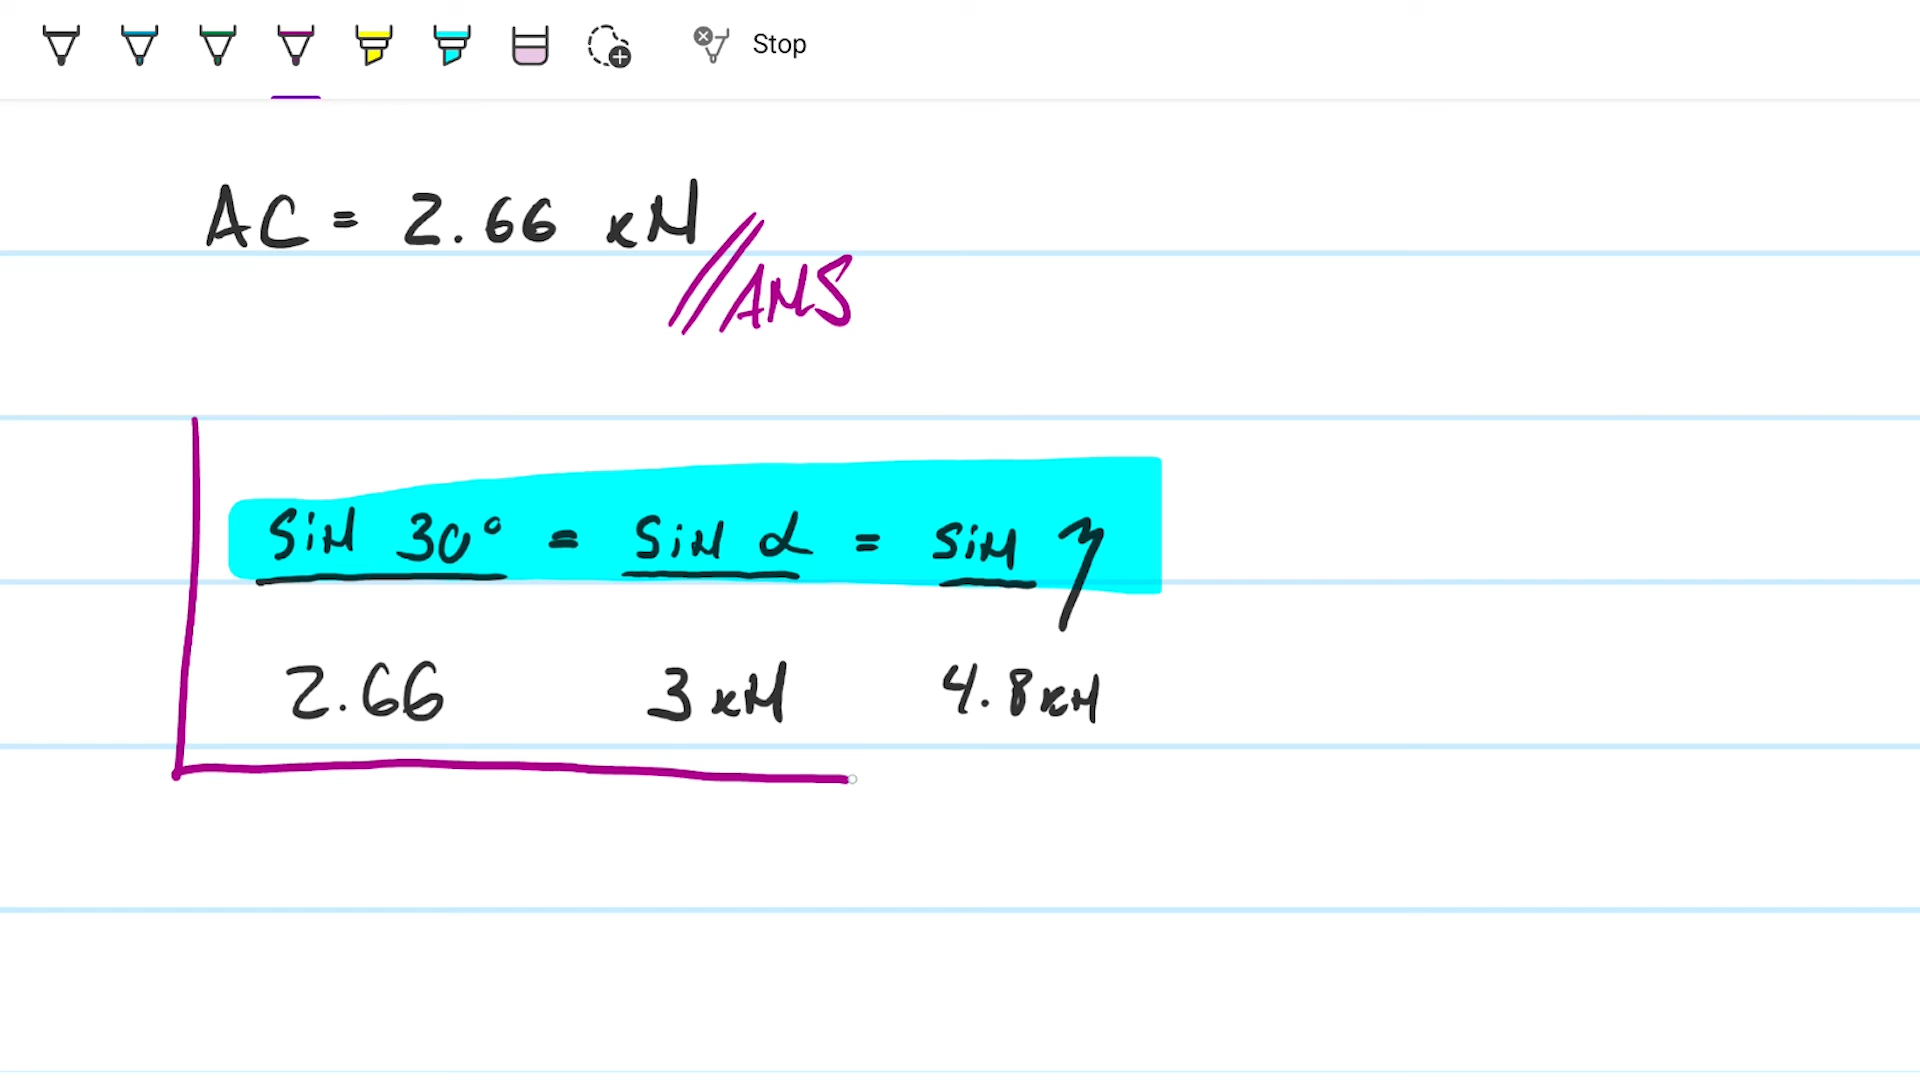 Stop
AC = 2.66 kN
ANS
sin 30° = sin α = sin η
2.66 3 kN 4.8 kN